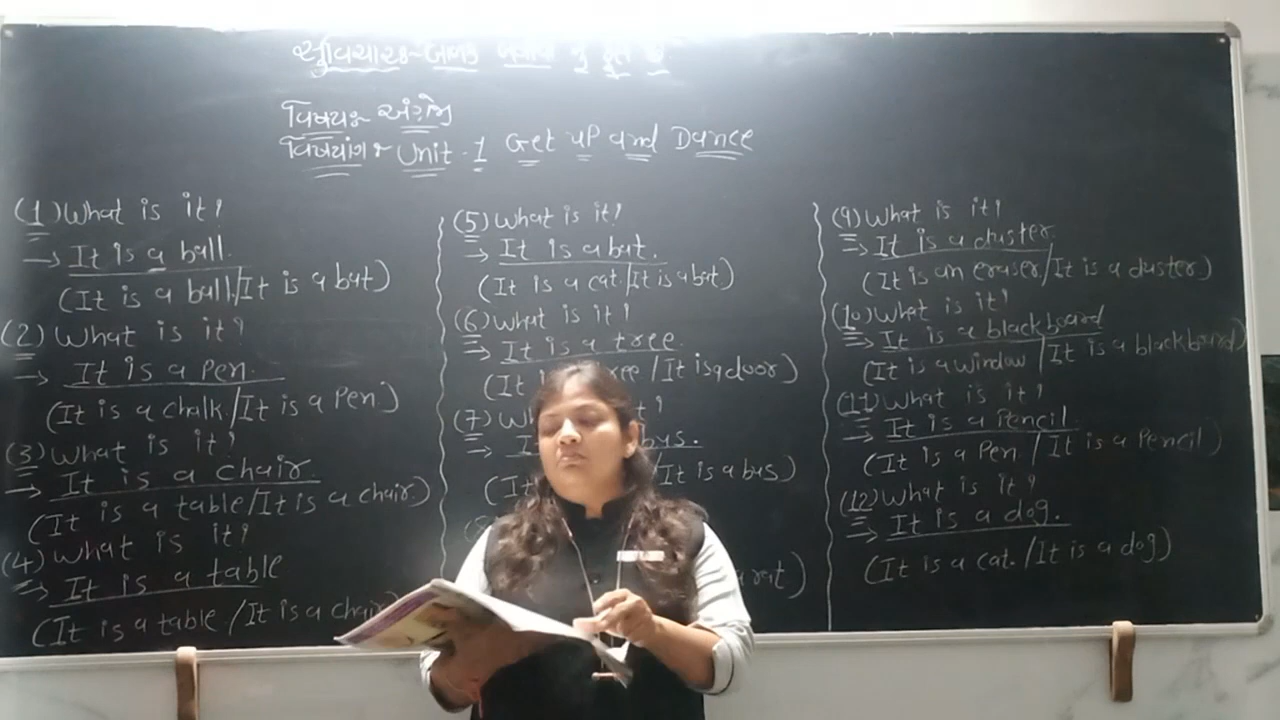 સુવિચારઃ- બાળક
વિષયઃ- અંગ્રેજી
વિષયાંગઃ- Unit-1 Get up and Dance
(1) What is it?
→ It is a ball.
(It is a ball./It is a bat)
(2) What is it?
→ It is a Pen.
(It is a chalk./It is a Pen.)
(3) What is it?
→ It is a chair.
(It is a table/It is a chair.)
(4) What is it?
→ It is a table
(It is a table/It is a chair)
(5) What is it?
→ It is a bat.
(It is a cat./It is a bat)
(6) What is it?
→ It is a tree.
(It /It is a door)
(7)
→ bus.
(It /It is a bus)
rat)
(9) What is it?
→ It is a duster.
(It is an eraser/It is a duster)
(10) What is it?
→ It is a blackboard
(It is a window/It is a blackboard)
(11) What is it?
→ It is a Pencil.
(It is a Pen./It is a Pencil)
(12) What is it?
→ It is a dog.
(It is a cat./It is a dog)